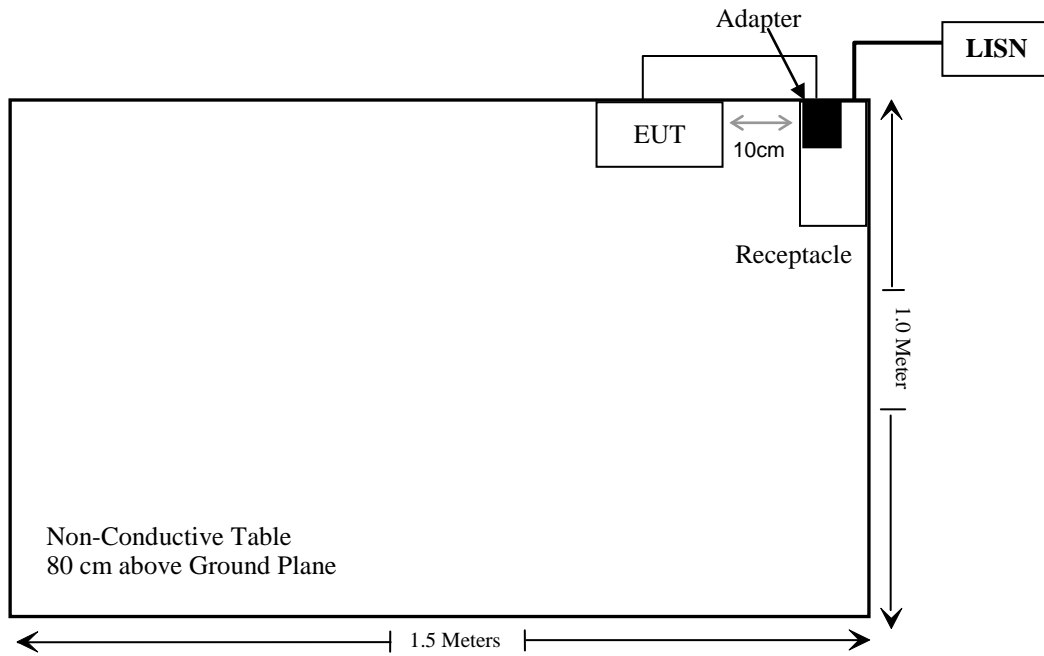 Adapter
LISN
EUT
10cm
Receptacle
1.0 Meter
Non-Conductive Table
80 cm above Ground Plane
1.5 Meters